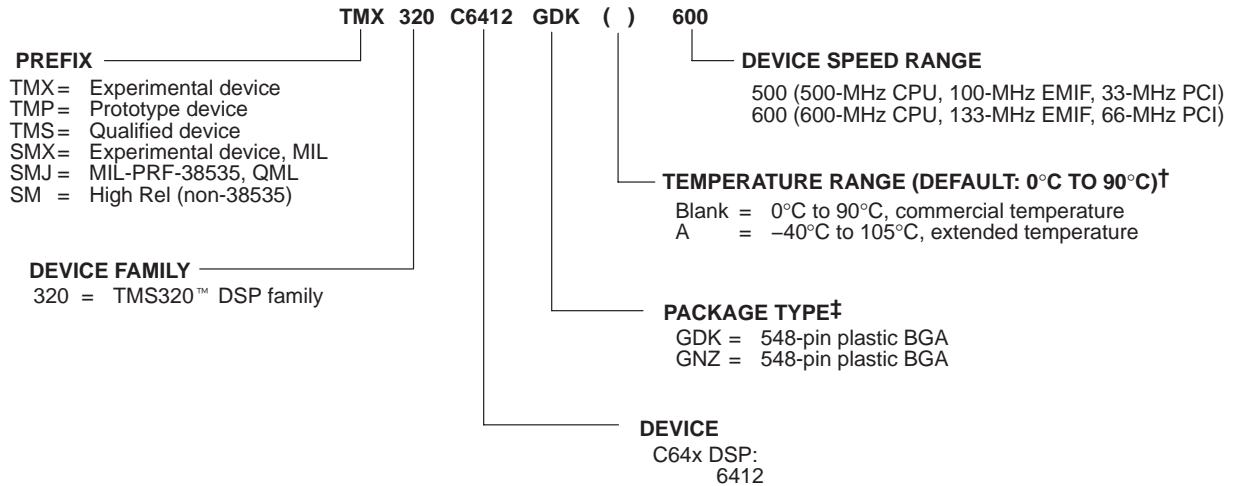 TMX 320 C6412 GDK ( ) 600
PREFIX
TMX = Experimental device
TMP = Prototype device
TMS = Qualified device
SMX = Experimental device, MIL
SMJ = MIL-PRF-38535, QML
SM = High Rel (non-38535)
DEVICE SPEED RANGE
500 (500-MHz CPU, 100-MHz EMIF, 33-MHz PCI)
600 (600-MHz CPU, 133-MHz EMIF, 66-MHz PCI)
TEMPERATURE RANGE (DEFAULT: 0°C TO 90°C)†
Blank = 0°C to 90°C, commercial temperature
A = −40°C to 105°C, extended temperature
DEVICE FAMILY
320 = TMS320™ DSP family
PACKAGE TYPE‡
GDK = 548-pin plastic BGA
GNZ = 548-pin plastic BGA
DEVICE
C64x DSP:
6412